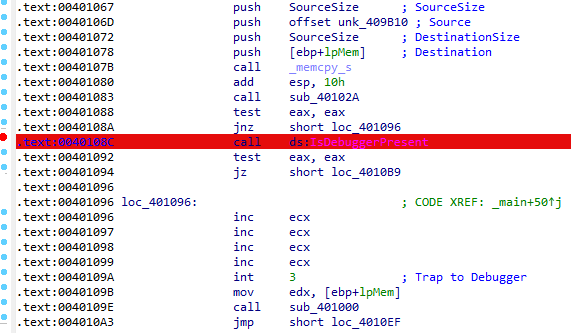 .text:00401067 push SourceSize ; SourceSize
.text:0040106D push offset unk_409B10 ; Source
.text:00401072 push SourceSize ; DestinationSize
.text:00401078 push [ebp+lpMem] ; Destination
.text:0040107B call _memcpy_s
.text:00401080 add esp, 10h
.text:00401083 call sub_40102A
.text:00401088 test eax, eax
.text:0040108A jnz short loc_401096
.text:0040108C call ds:IsDebuggerPresent
.text:00401092 test eax, eax
.text:00401094 jz short loc_4010B9
.text:00401096
.text:00401096 loc_401096: ; CODE XREF: _main+50↑j
.text:00401096 inc ecx
.text:00401097 inc ecx
.text:00401098 inc ecx
.text:00401099 inc ecx
.text:0040109A int 3 ; Trap to Debugger
.text:0040109B mov edx, [ebp+lpMem]
.text:0040109E call sub_401000
.text:004010A3 jmp short loc_4010EF